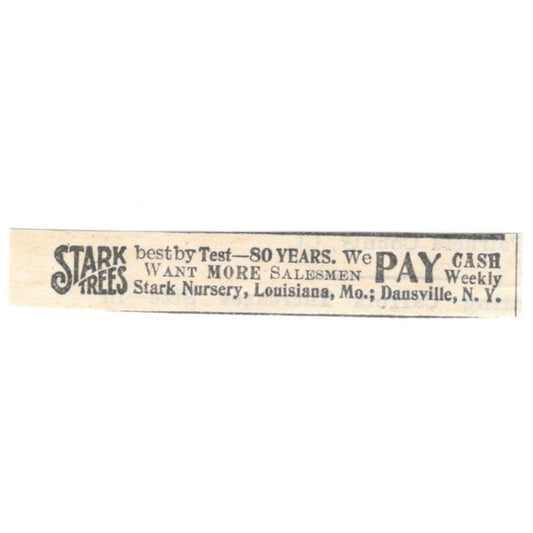 STARK TREES best by Test—80 YEARS. We PAY CASH
WANT MORE SALESMEN Weekly
Stark Nursery, Louisiana, Mo.; Dansville, N. Y.